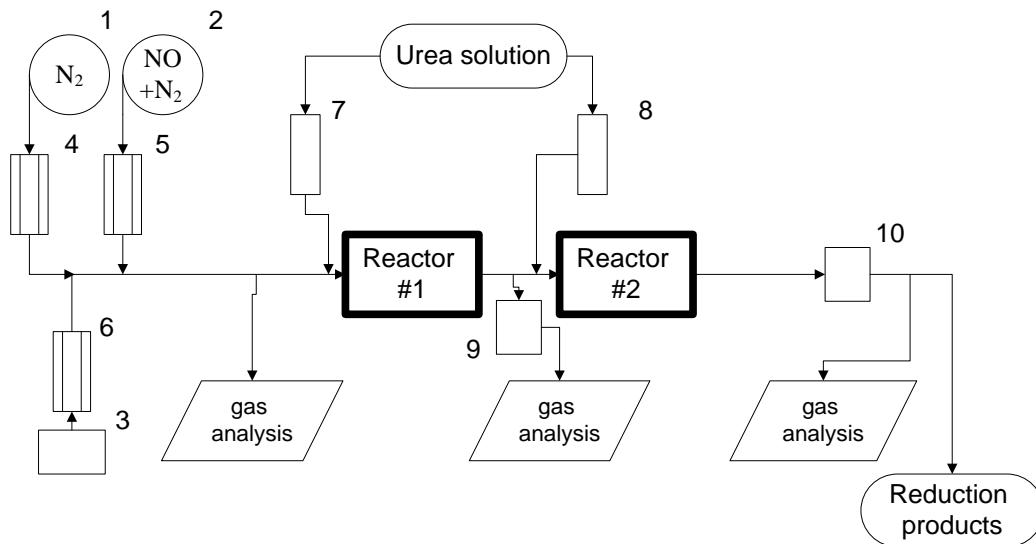 1
2
N₂
NO
+N₂
Urea solution
4
5
7
8
Reactor
#1
Reactor
#2
10
6
9
3
gas
analysis
gas
analysis
gas
analysis
Reduction
products